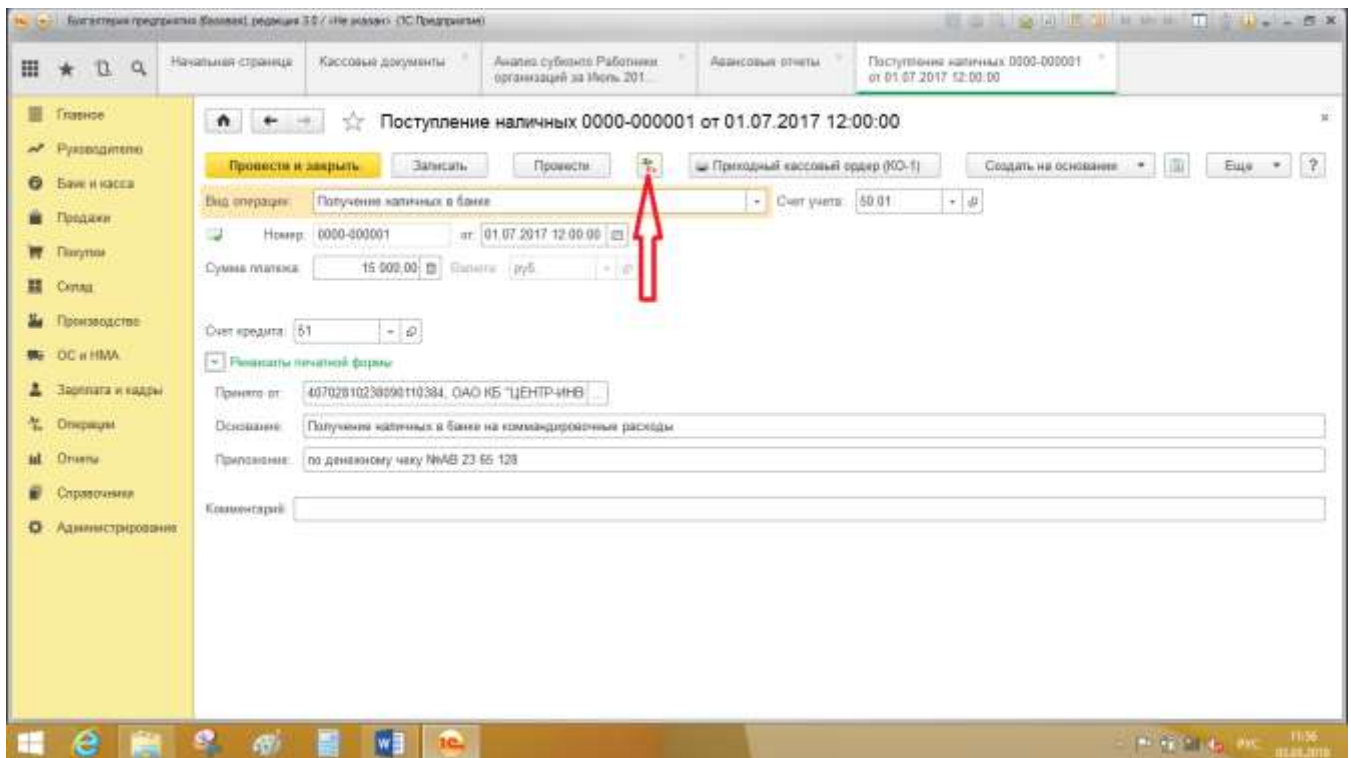 Бухгалтерия предприятия (базовая), редакция 3.0 / <Не указан> (1С:Предприятие)
Начальная страница
Кассовые документы
Анализ субконто Работники
организаций за Июль 201...
Авансовые отчеты
Поступление наличных 0000-000001
от 01.07.2017 12:00:00
Главное
Руководителю
Банк и касса
Продажи
Покупки
Склад
Производство
ОС и НМА
Зарплата и кадры
Операции
Отчеты
Справочники
Администрирование
Поступление наличных 0000-000001 от 01.07.2017 12:00:00
Провести и закрыть
Записать
Провести
Приходный кассовый ордер (КО-1)
Создать на основании
Еще
?
Вид операции: Получение наличных в банке
Счет учета: 50.01
Номер: 0000-000001 от: 01.07.2017 12:00:00
Сумма платежа: 15 000,00 Валюта: руб.
Счет кредита: 51
Реквизиты печатной формы
Принято от: 40702810238090110384, ОАО КБ "ЦЕНТР-ИНВ ...
Основание: Получение наличных в банке на коммандировочные расходы
Приложение: по денежному чеку №АБ 23 65 128
Комментарий:
1С
РУС
11:56